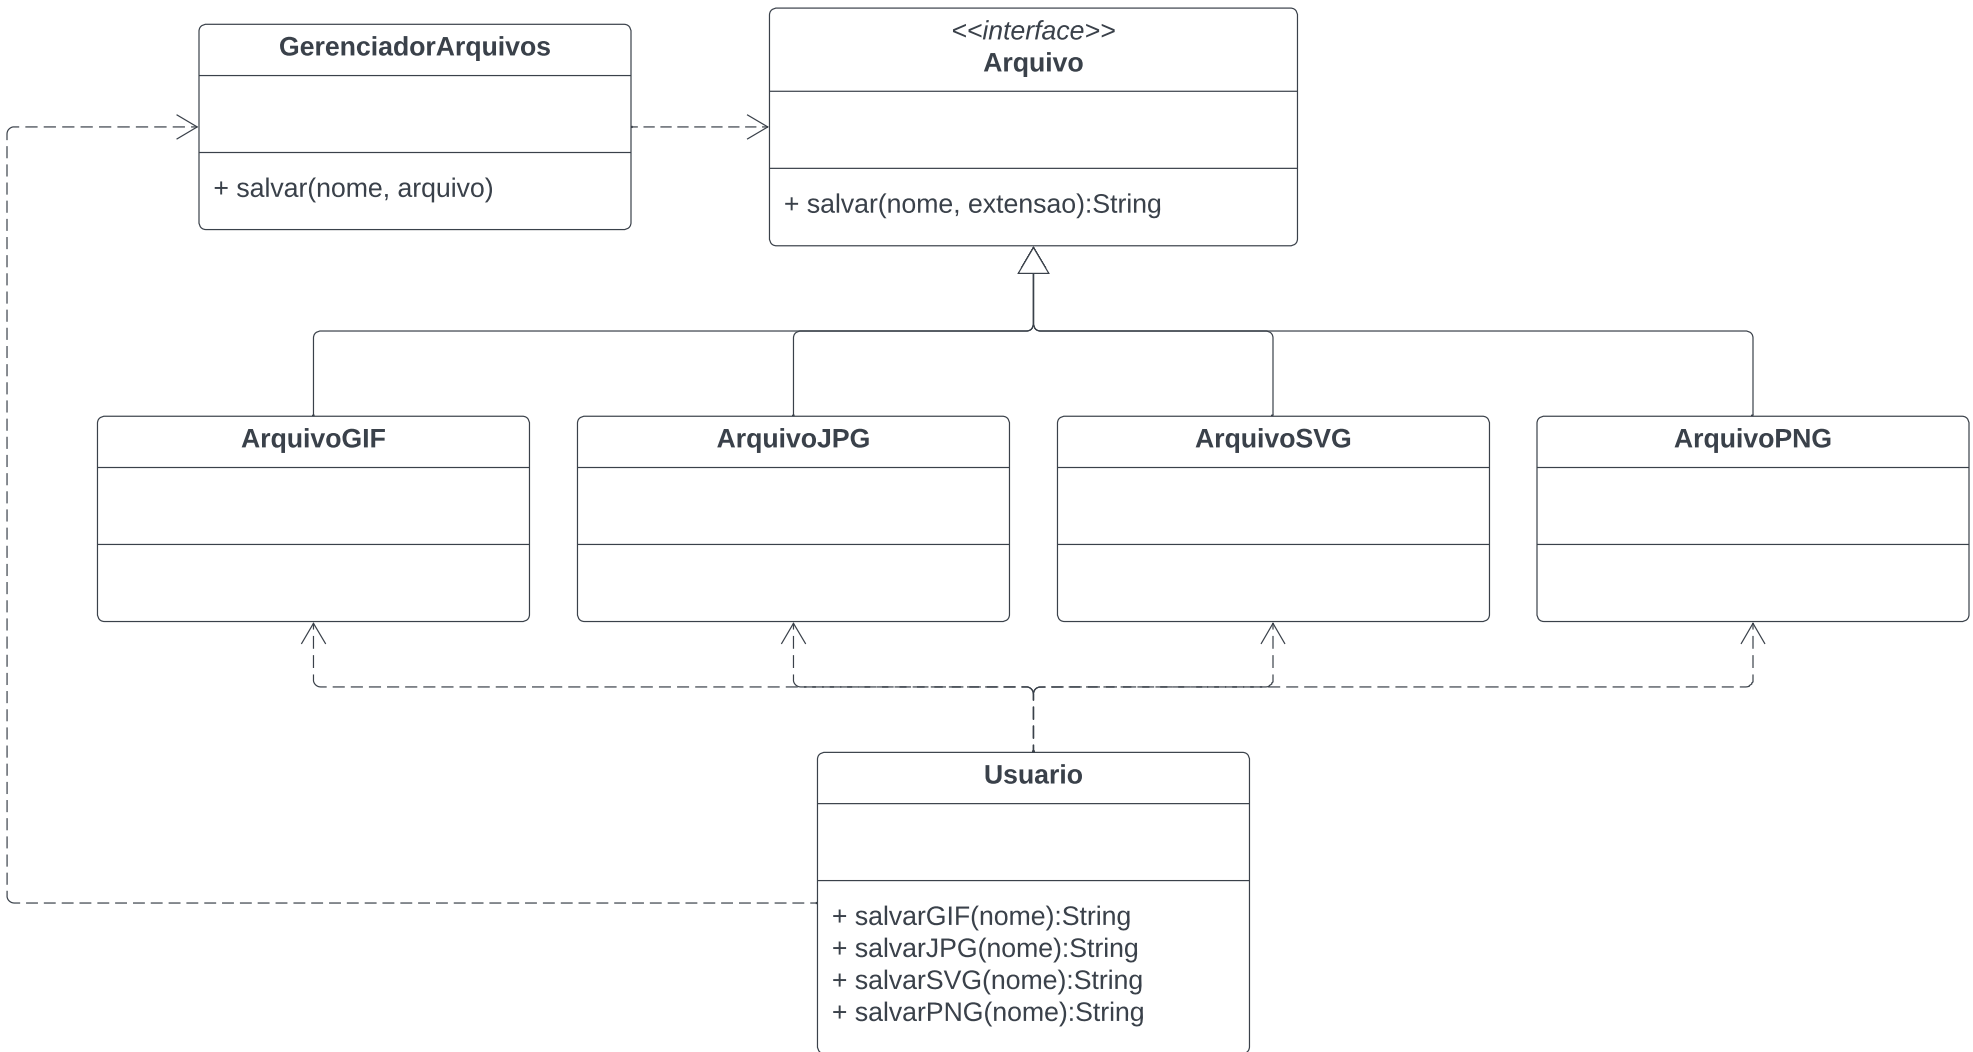 GerenciadorArquivos
+ salvar(nome, arquivo)
<<interface>>
Arquivo
+ salvar(nome, extensao):String
ArquivoGIF
ArquivoJPG
ArquivoSVG
ArquivoPNG
Usuario
+ salvarGIF(nome):String
+ salvarJPG(nome):String
+ salvarSVG(nome):String
+ salvarPNG(nome):String